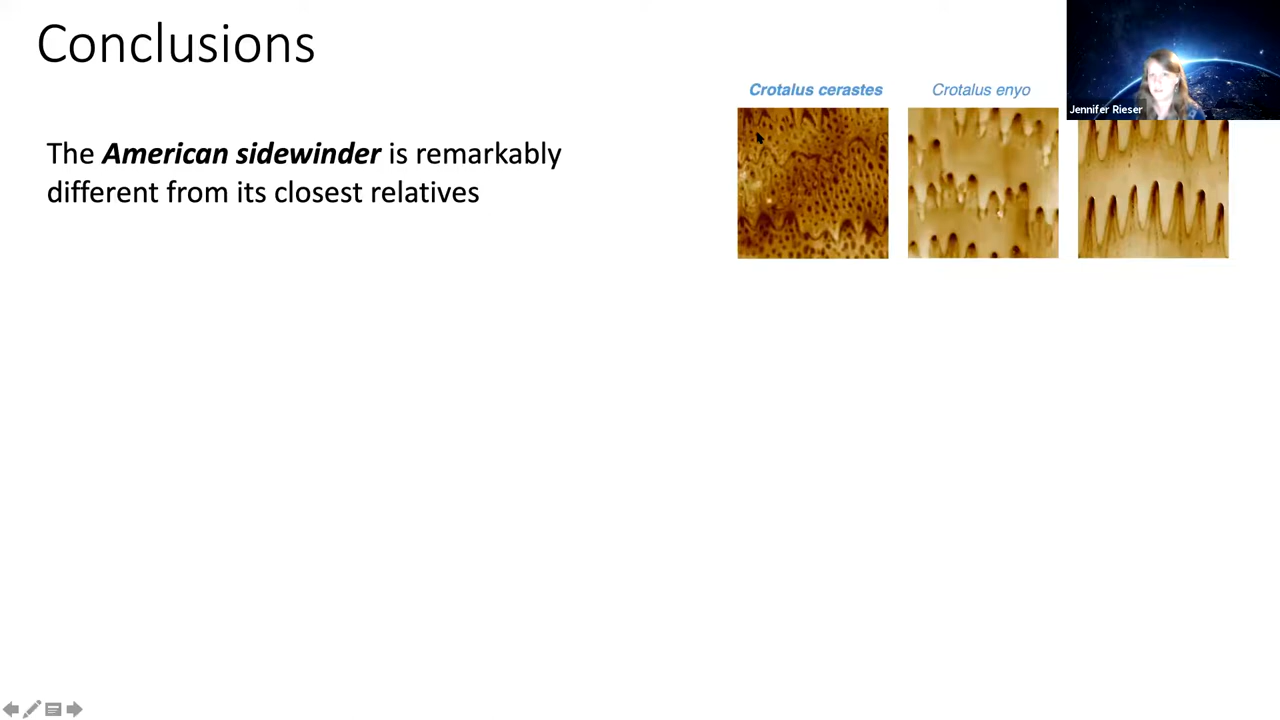 Conclusions
Crotalus cerastes
Crotalus enyo
Jennifer Rieser
The American sidewinder is remarkably
different from its closest relatives